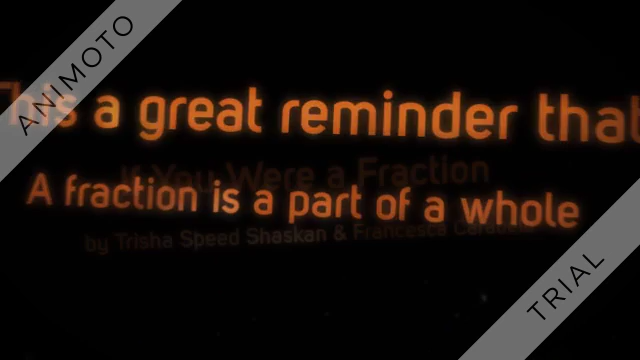 ANIMOTO
This a great reminder that
If You Were a Fraction
A fraction is a part of a whole
by Trisha Speed Shaskan & Francesca
TRIAL